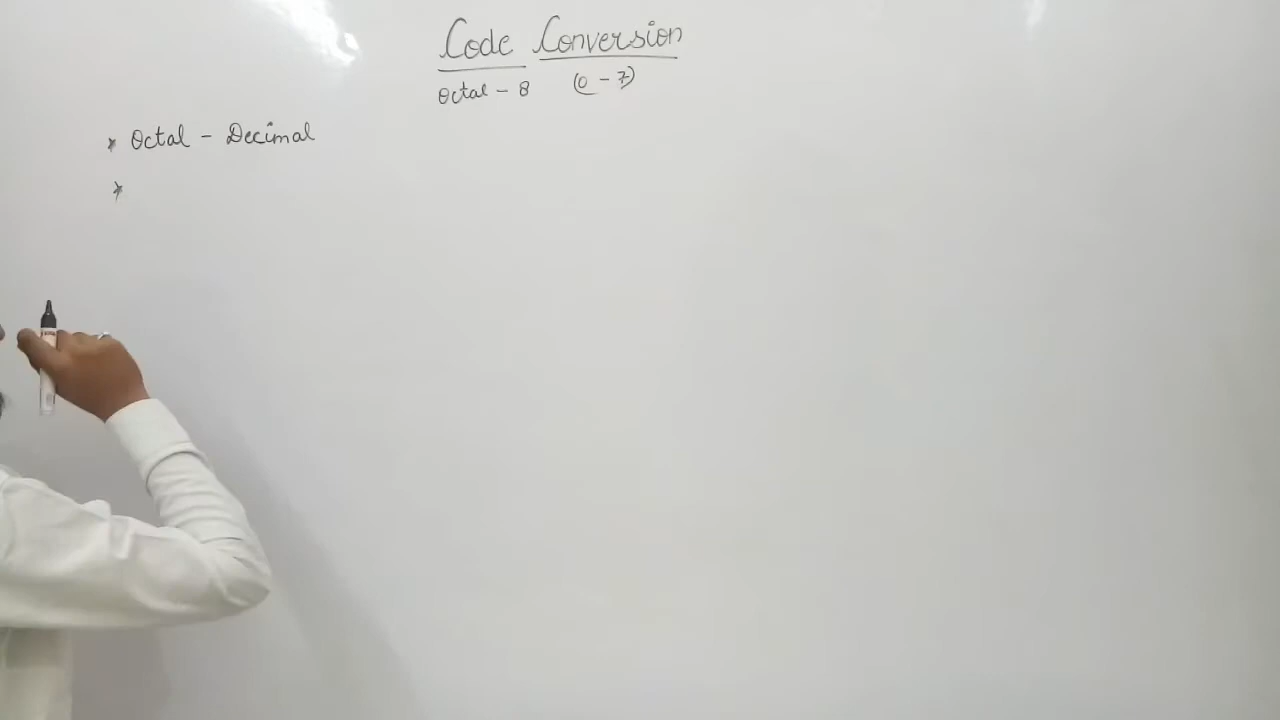 Code Conversion
Octal - 8 (0 - 7)
* Octal - Decimal
*